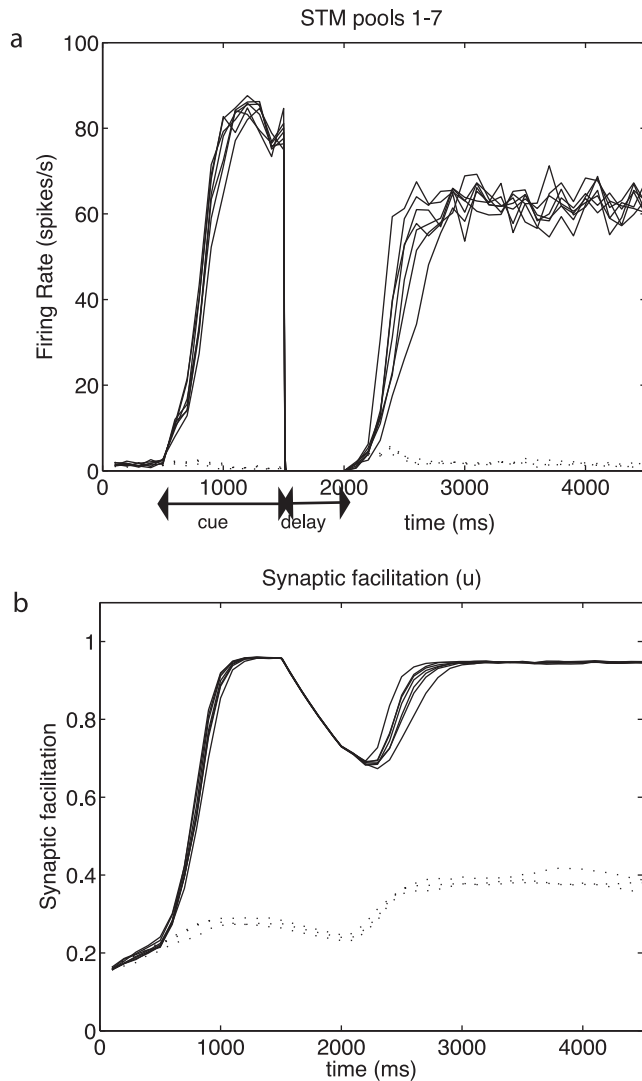 STM pools 1-7
a
100
80
60
40
20
0
Firing Rate (spikes/s)
0 1000 2000 3000 4000
cue delay time (ms)
Synaptic facilitation (u)
b
1
0.8
0.6
0.4
0.2
0
Synaptic facilitation
0 1000 2000 3000 4000
time (ms)